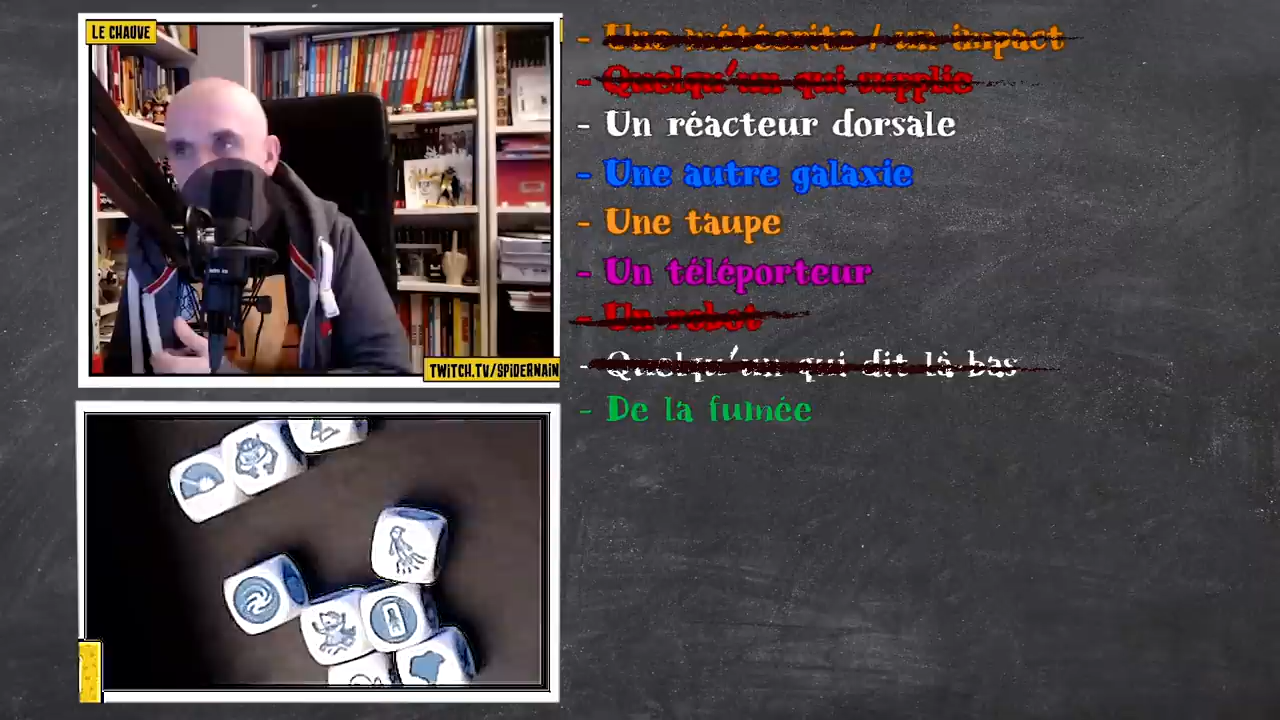 LE CHAUVE
TWITCH.TV/SPIDERNAIN
- Une météorite / un impact
- Quelqu'un qui supplie
- Un réacteur dorsale
- Une autre galaxie
- Une taupe
- Un téléporteur
- Un robot
- Quelqu'un qui dit là bas
- De la fumée